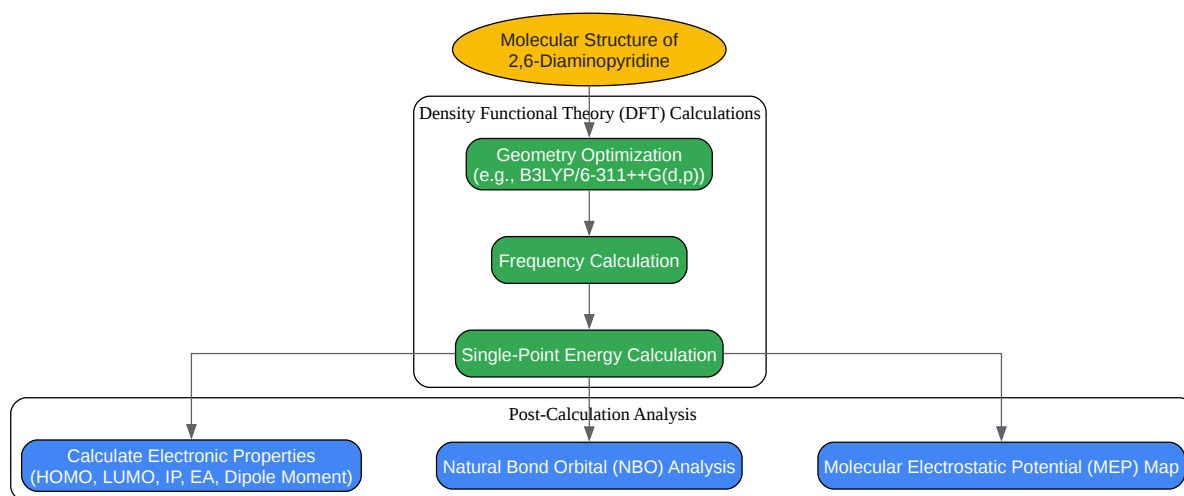 Molecular Structure of
2,6-Diaminopyridine
Density Functional Theory (DFT) Calculations
Geometry Optimization
(e.g., B3LYP/6-311++G(d,p))
Frequency Calculation
Single-Point Energy Calculation
Post-Calculation Analysis
Calculate Electronic Properties
(HOMO, LUMO, IP, EA, Dipole Moment)
Natural Bond Orbital (NBO) Analysis
Molecular Electrostatic Potential (MEP) Map